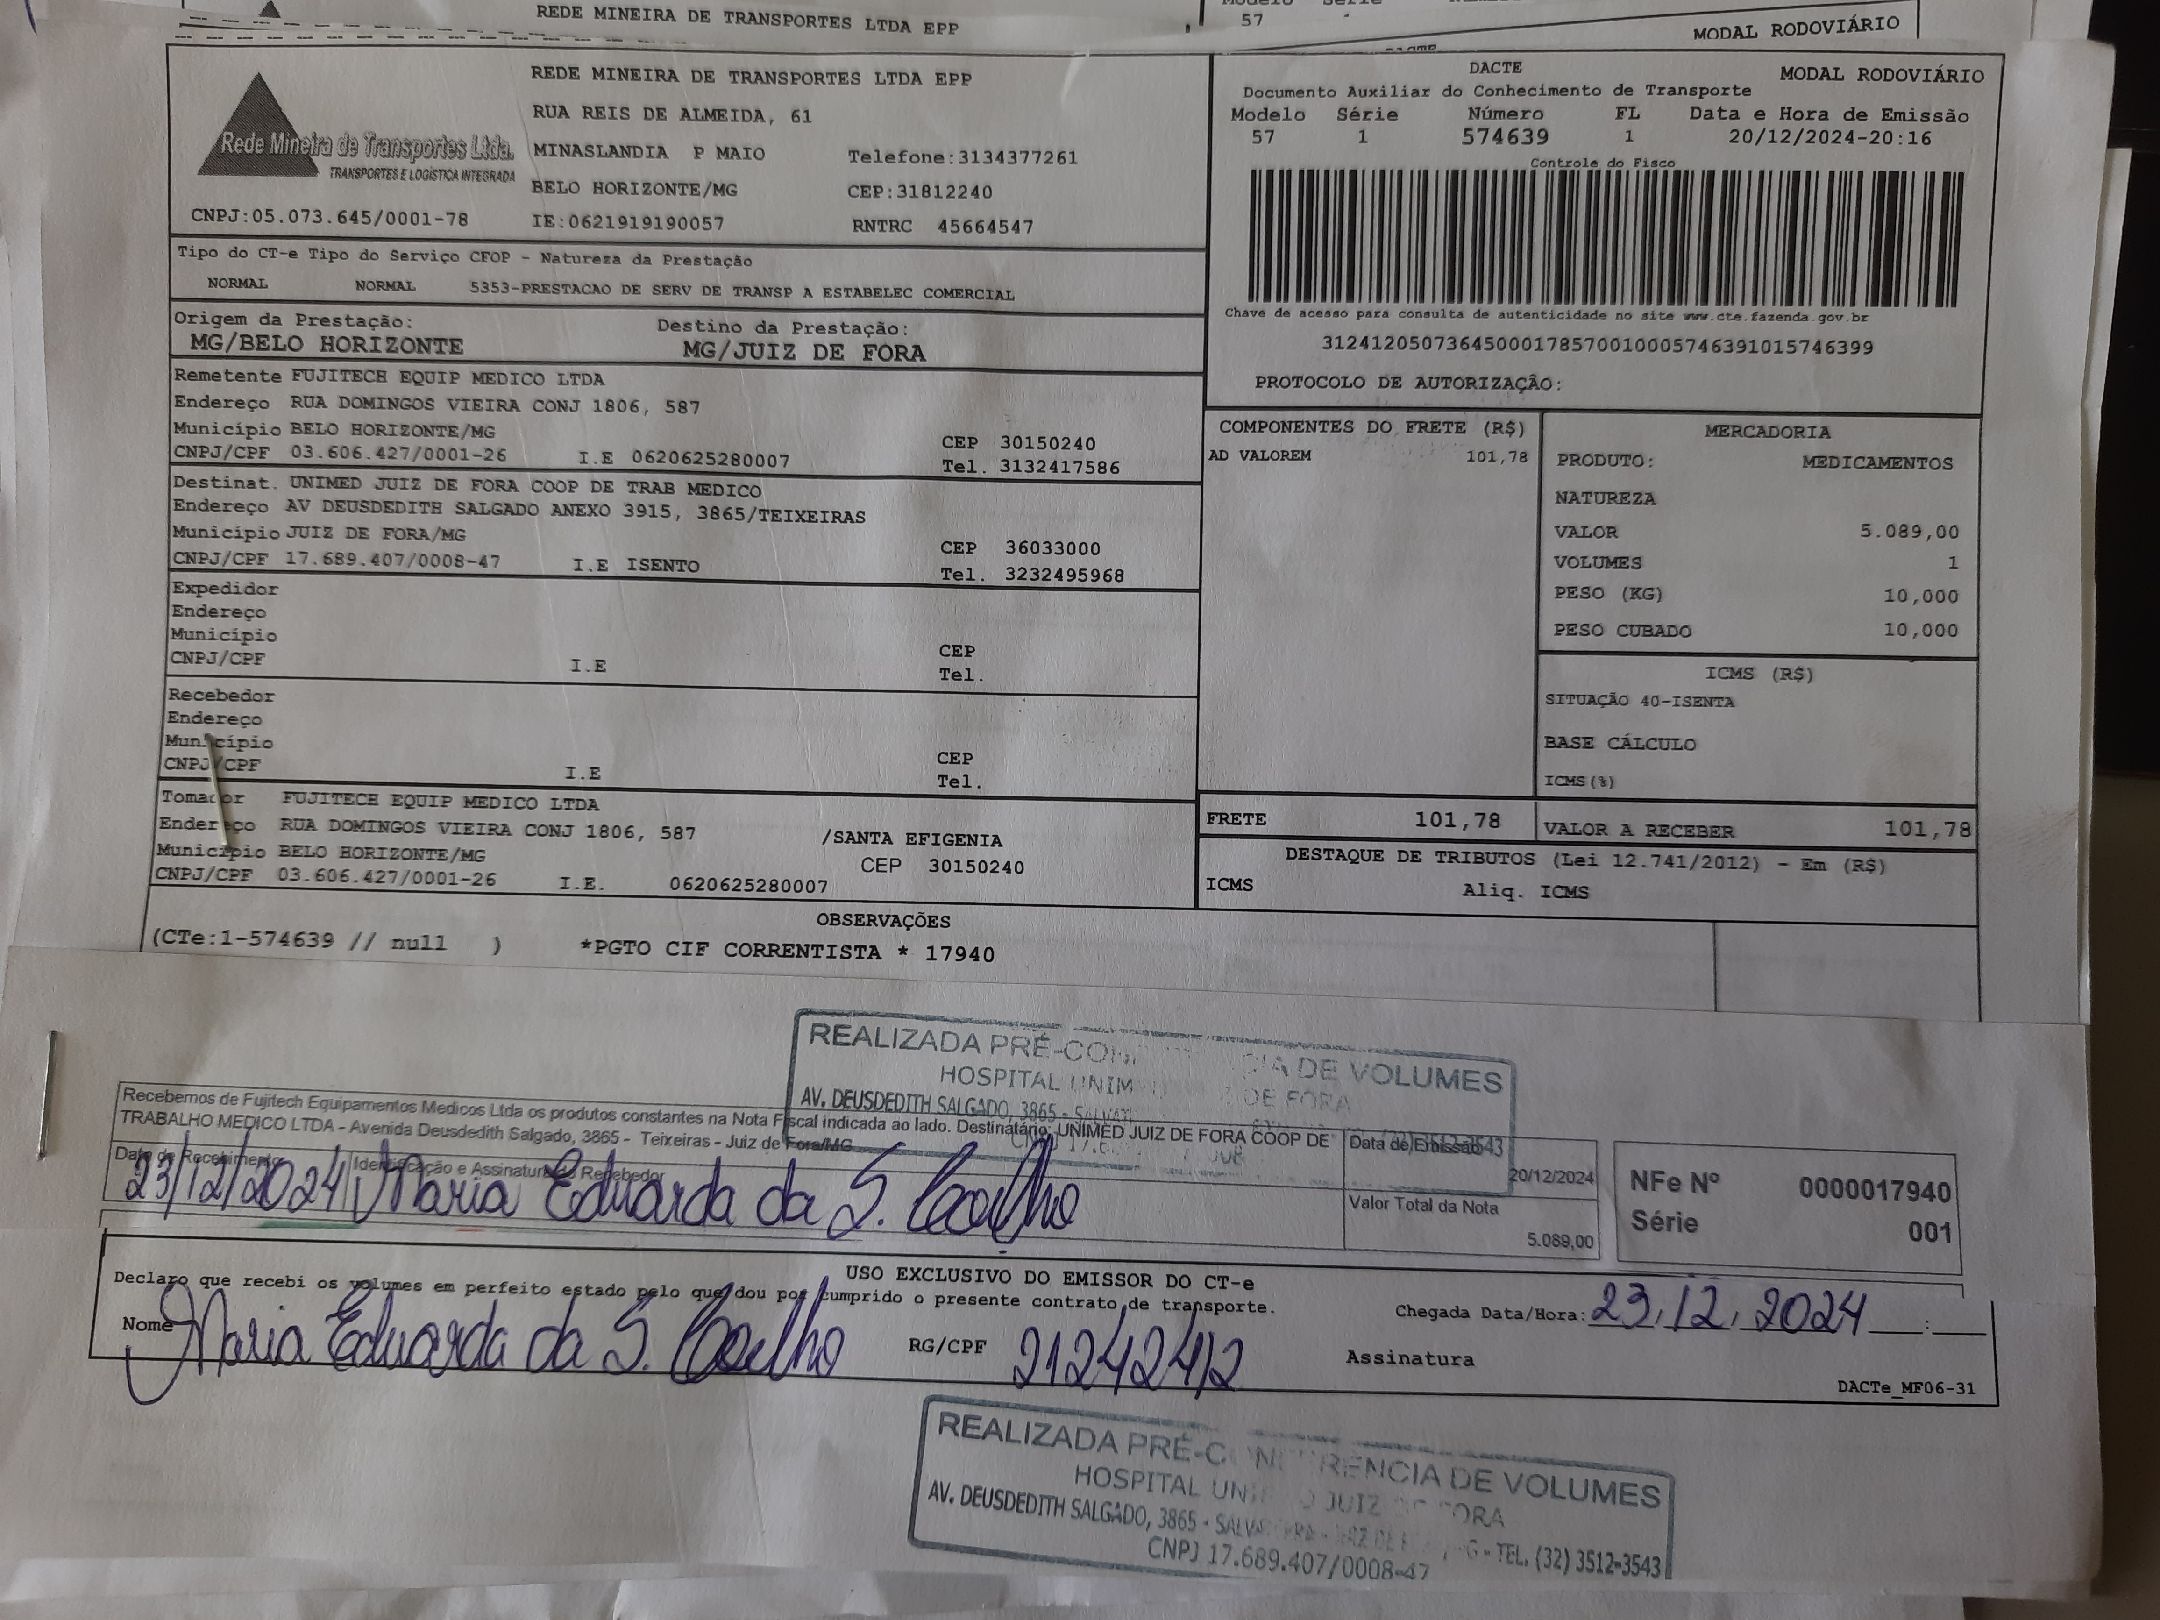 REDE MINEIRA DE TRANSPORTES LTDA EPP
57
MODAL RODOVIÁRIO
Rede Mineira de Transportes Ltda.
TRANSPORTES E LOGÍSTICA INTEGRADA
REDE MINEIRA DE TRANSPORTES LTDA EPP
RUA REIS DE ALMEIDA, 61
MINASLANDIA P MAIO Telefone:3134377261
BELO HORIZONTE/MG CEP:31812240
CNPJ:05.073.645/0001-78 IE:0621919190057 RNTRC 45664547
DACTE MODAL RODOVIÁRIO
Documento Auxiliar do Conhecimento de Transporte
Modelo Série Número FL Data e Hora de Emissão
57 1 574639 1 20/12/2024-20:16
Controle do Fisco
Chave de acesso para consulta de autenticidade no site www.cte.fazenda.gov.br
31241205073645000178570010005746391015746399
PROTOCOLO DE AUTORIZAÇÃO:
Tipo do CT-e Tipo do Serviço CFOP - Natureza da Prestação
NORMAL NORMAL 5353-PRESTACAO DE SERV DE TRANSP A ESTABELEC COMERCIAL
Origem da Prestação: Destino da Prestação:
MG/BELO HORIZONTE MG/JUIZ DE FORA
Remetente FUJITECH EQUIP MEDICO LTDA
Endereço RUA DOMINGOS VIEIRA CONJ 1806, 587
Município BELO HORIZONTE/MG CEP 30150240
CNPJ/CPF 03.606.427/0001-26 I.E 0620625280007 Tel. 3132417586
Destinat. UNIMED JUIZ DE FORA COOP DE TRAB MEDICO
Endereço AV DEUSDEDITH SALGADO ANEXO 3915, 3865/TEIXEIRAS
Município JUIZ DE FORA/MG CEP 36033000
CNPJ/CPF 17.689.407/0008-47 I.E ISENTO Tel. 3232495968
Expedidor
Endereço
Município CEP
CNPJ/CPF I.E Tel.
Recebedor
Endereço
Município CEP
CNPJ/CPF I.E Tel.
Tomador FUJITECH EQUIP MEDICO LTDA
Endereço RUA DOMINGOS VIEIRA CONJ 1806, 587 /SANTA EFIGENIA
Município BELO HORIZONTE/MG CEP 30150240
CNPJ/CPF 03.606.427/0001-26 I.E. 0620625280007
COMPONENTES DO FRETE (R$)
AD VALOREM 101,78
MERCADORIA
PRODUTO: MEDICAMENTOS
NATUREZA
VALOR 5.089,00
VOLUMES 1
PESO (KG) 10,000
PESO CUBADO 10,000
ICMS (R$)
SITUAÇÃO 40-ISENTA
BASE CÁLCULO
ICMS(%)
FRETE 101,78 VALOR A RECEBER 101,78
DESTAQUE DE TRIBUTOS (Lei 12.741/2012) - Em (R$)
ICMS Aliq. ICMS
OBSERVAÇÕES
(CTe:1-574639 // null ) *PGTO CIF CORRENTISTA * 17940
REALIZADA DE VOLUMES
HOSPITAL
AV. DEUSDEDITH SALGADO, 3865
Recebemos de Fujitech Equipamentos Medicos Ltda os produtos constantes na Nota Fiscal indicada ao lado. Destinatário: UNIMED JUIZ DE FORA COOP DE
TRABALHO MEDICO LTDA - Avenida Deusdedith Salgado, 3865 - Teixeiras - Juiz de Fora/MG
Data de Recebimento Identificação e Assinatura do Recebedor
23/12/2024 Maria Eduarda da S. Coelho
Data de Emissão
20/12/2024
Valor Total da Nota
5.089,00
NFe Nº 0000017940
Série 001
USO EXCLUSIVO DO EMISSOR DO CT-e
Declaro que recebi os volumes em perfeito estado pelo que dou por cumprido o presente contrato de transporte.
Chegada Data/Hora: 23.12.2024 :
Nome Maria Eduarda da S. Coelho RG/CPF 21242412 Assinatura
DACTe_MF06-31
REALIZADA PRÉ-CONFERÊNCIA DE VOLUMES
HOSPITAL JUIZ DE FORA
AV. DEUSDEDITH SALGADO, 3865 - TEL. (32) 3512-3543
CNPJ 17.689.407/0008-47